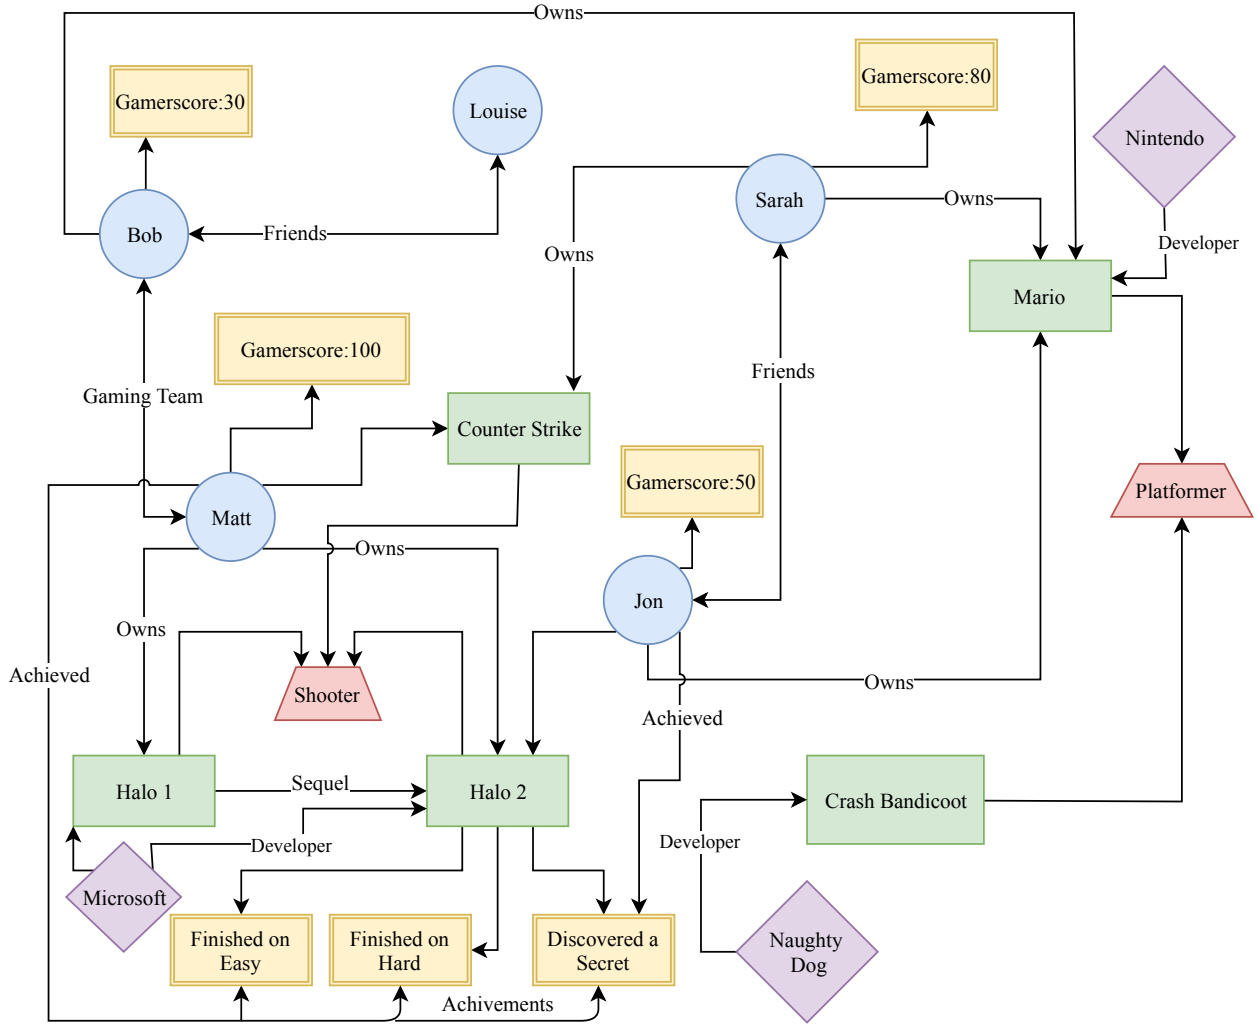 Owns
Gamerscore:30
Louise
Gamerscore:80
Nintendo
Sarah
Owns
Bob
Friends
Developer
Owns
Mario
Gamerscore:100
Friends
Gaming Team
Counter Strike
Gamerscore:50
Platformer
Matt
Owns
Jon
Owns
Achieved
Shooter
Owns
Achieved
Halo 1
Sequel
Halo 2
Crash Bandicoot
Developer
Developer
Microsoft
Finished on
Easy
Finished on
Hard
Discovered a
Secret
Naughty
Dog
Achivements